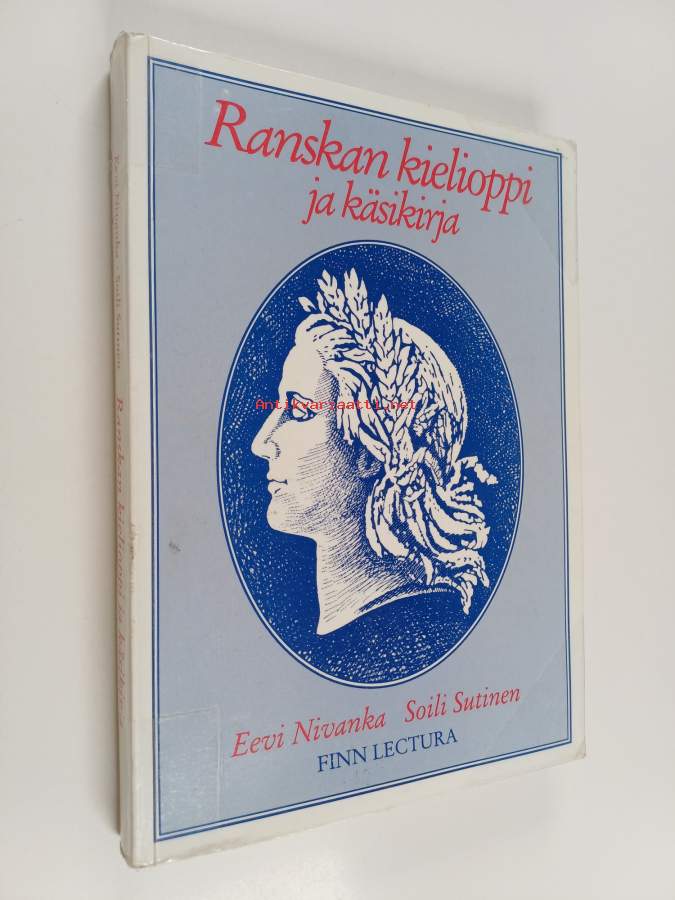 Ranskan kielioppi
ja käsikirja
Antikvariaatti.net
Eevi Nivanka Soili Sutinen
FINN LECTURA
Eevi Nivanka - Soili Sutinen Ranskan kielioppi ja käsikirja